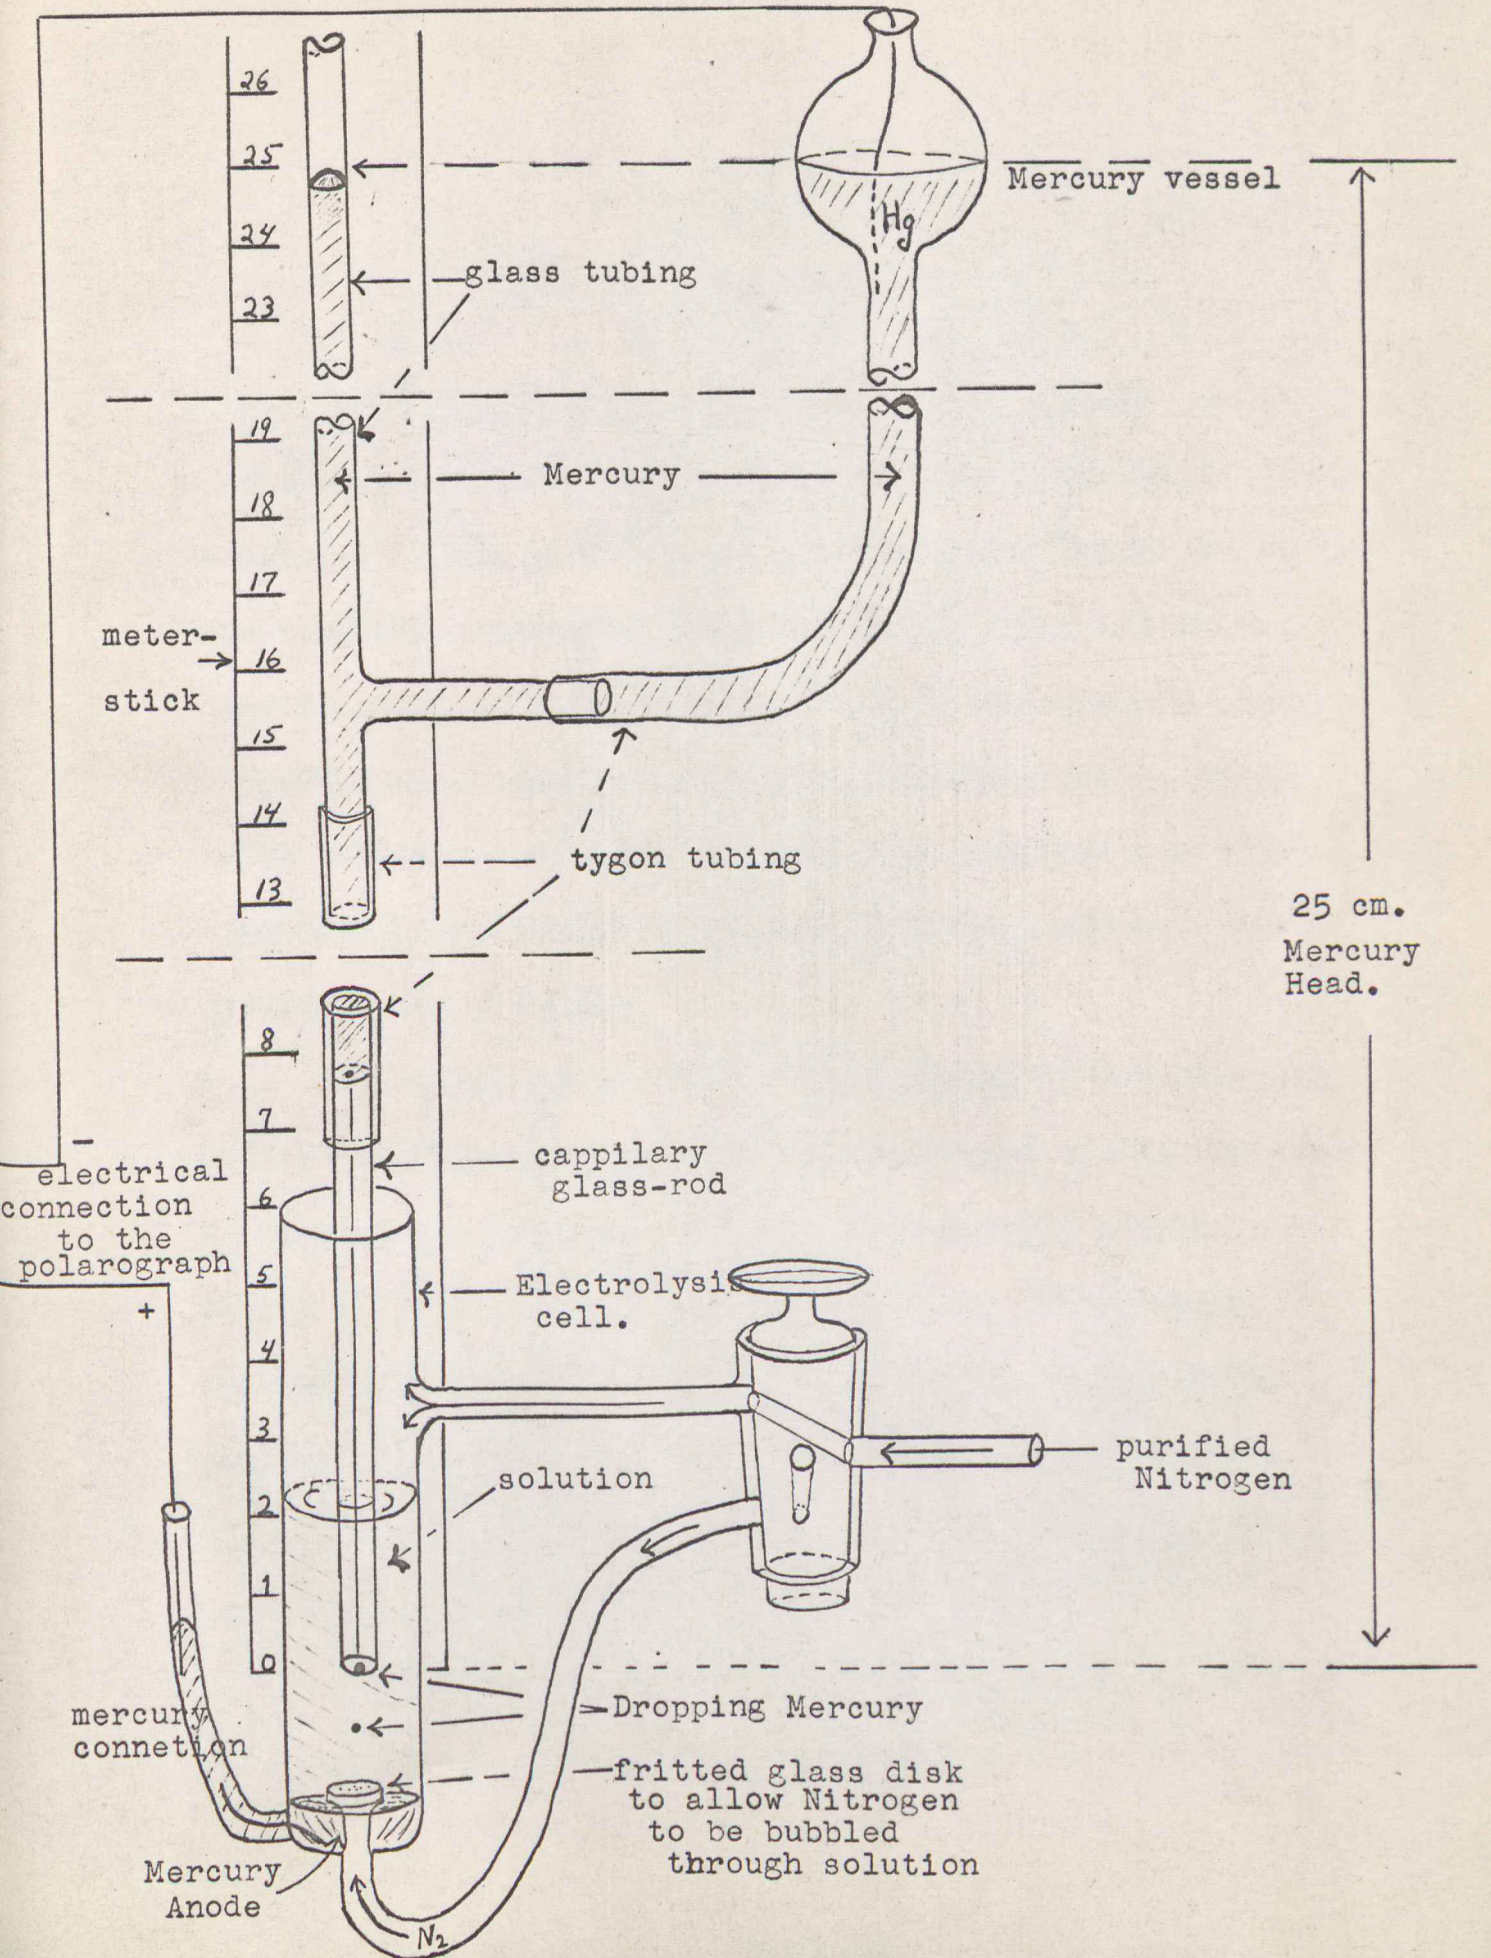 26
25
24
23
Mercury vessel
Hg
glass tubing
19
18
17
16
15
14
13
Mercury
meter-
stick
tygon tubing
25 cm.
Mercury
Head.
8
7
6
5
4
3
2
1
0
-
electrical
connection
to the
polarograph
+
cappilary
glass-rod
Electrolysis
cell.
purified
Nitrogen
solution
mercury
connetion
Dropping Mercury
fritted glass disk
to allow Nitrogen
to be bubbled
through solution
Mercury
Anode
N2